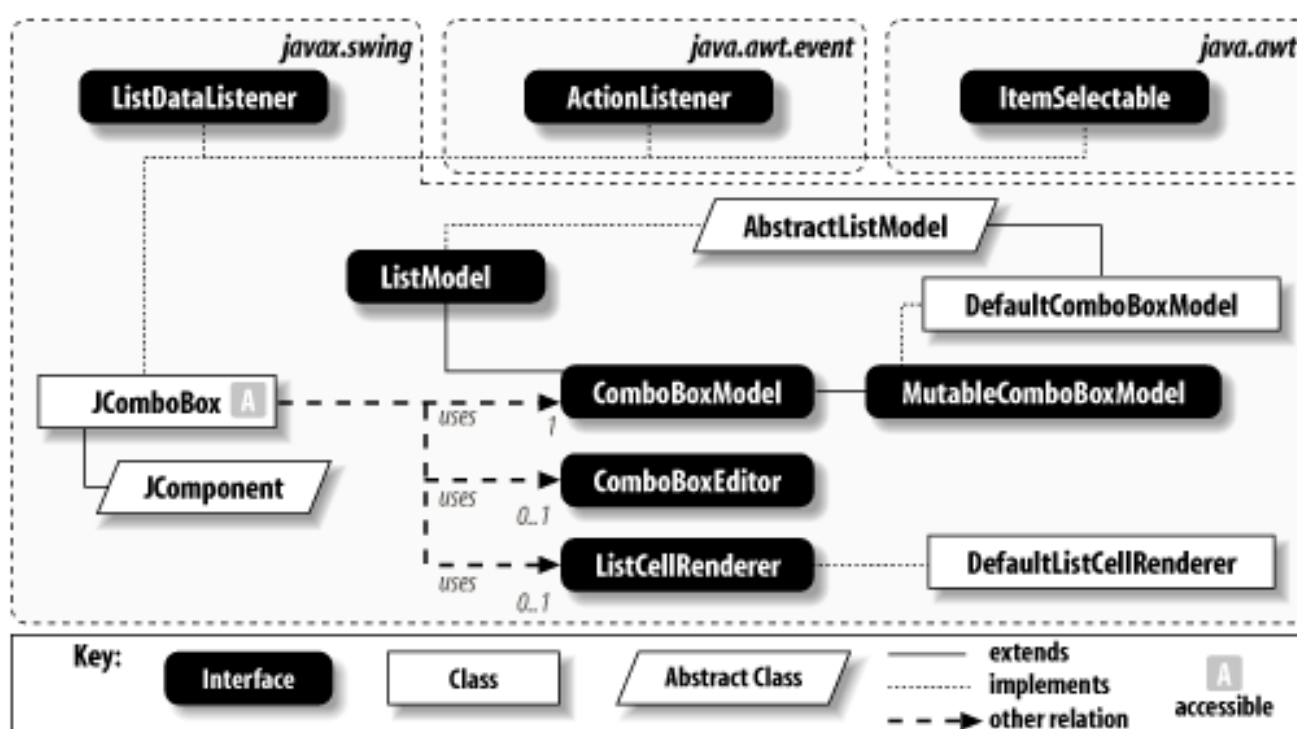 javax.swing
java.awt.event
java.awt
ListDataListener
ActionListener
ItemSelectable
AbstractListModel
ListModel
DefaultComboBoxModel
JComboBox A
uses
1
ComboBoxModel
MutableComboBoxModel
JComponent
uses
0..1
ComboBoxEditor
uses
0..1
ListCellRenderer
DefaultListCellRenderer
Key:
Interface
Class
Abstract Class
extends
implements
other relation
A
accessible